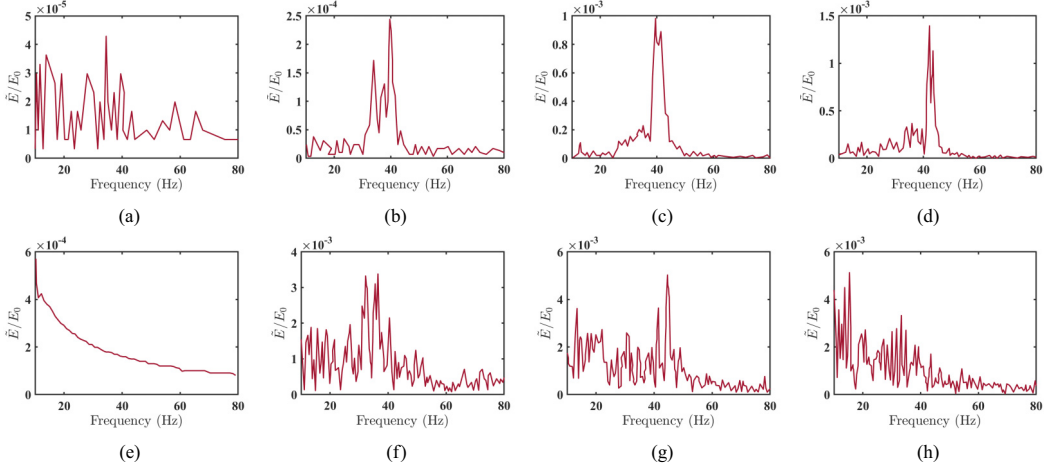 ×10⁻⁵ ×10⁻⁴ ×10⁻³ ×10⁻³
5 2.5 1 1.5
4 2 0.8
3 1.5 0.6 1
2 1 0.4 0.5
1 0.5 0.2
0 0 0 0
Ẽ/E₀ Ẽ/E₀ E/E₀ Ẽ/E₀
20 40 60 80 20 40 60 80 20 40 60 80 20 40 60 80
Frequency (Hz) Frequency (Hz) Frequency (Hz) Frequency (Hz)
(a) (b) (c) (d)
×10⁻⁴ ×10⁻³ ×10⁻³ ×10⁻³
6 4 6 6
4 3 4 4
2 2 2 2
0 1 0 0
0
Ẽ/E₀ Ẽ/E₀ Ẽ/E₀ Ẽ/E₀
20 40 60 80 20 40 60 80 20 40 60 80 20 40 60 80
Frequency (Hz) Frequency (Hz) Frequency (Hz) Frequency (Hz)
(e) (f) (g) (h)